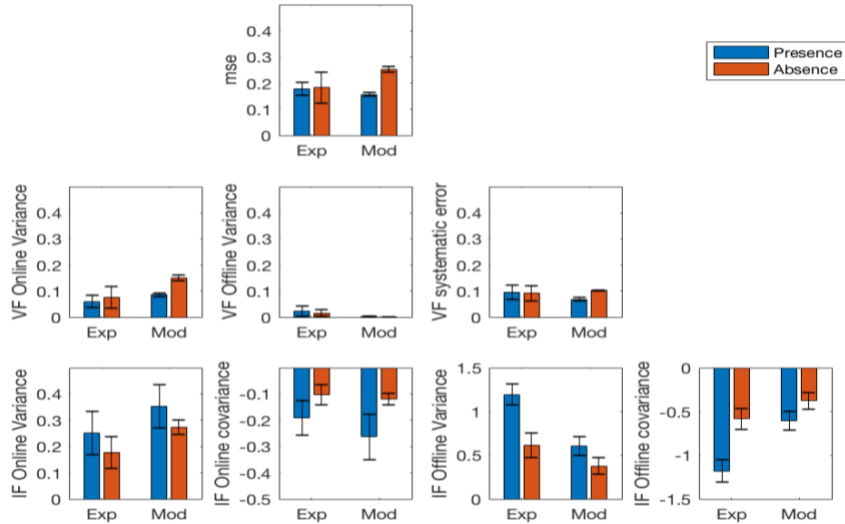 Presence
Absence
mse
0.4
0.3
0.2
0.1
0
Exp Mod
VF Online Variance
0.4
0.3
0.2
0.1
0
Exp Mod
VF Offline Variance
0.4
0.3
0.2
0.1
0
Exp Mod
VF systematic error
0.4
0.3
0.2
0.1
0
Exp Mod
IF Online Variance
0.4
0.3
0.2
0.1
0
Exp Mod
IF Online covariance
-0.1
-0.2
-0.3
-0.4
-0.5
Exp Mod
IF Offline Variance
1.5
1
0.5
0
Exp Mod
IF Offline covariance
0
-0.5
-1
-1.5
Exp Mod